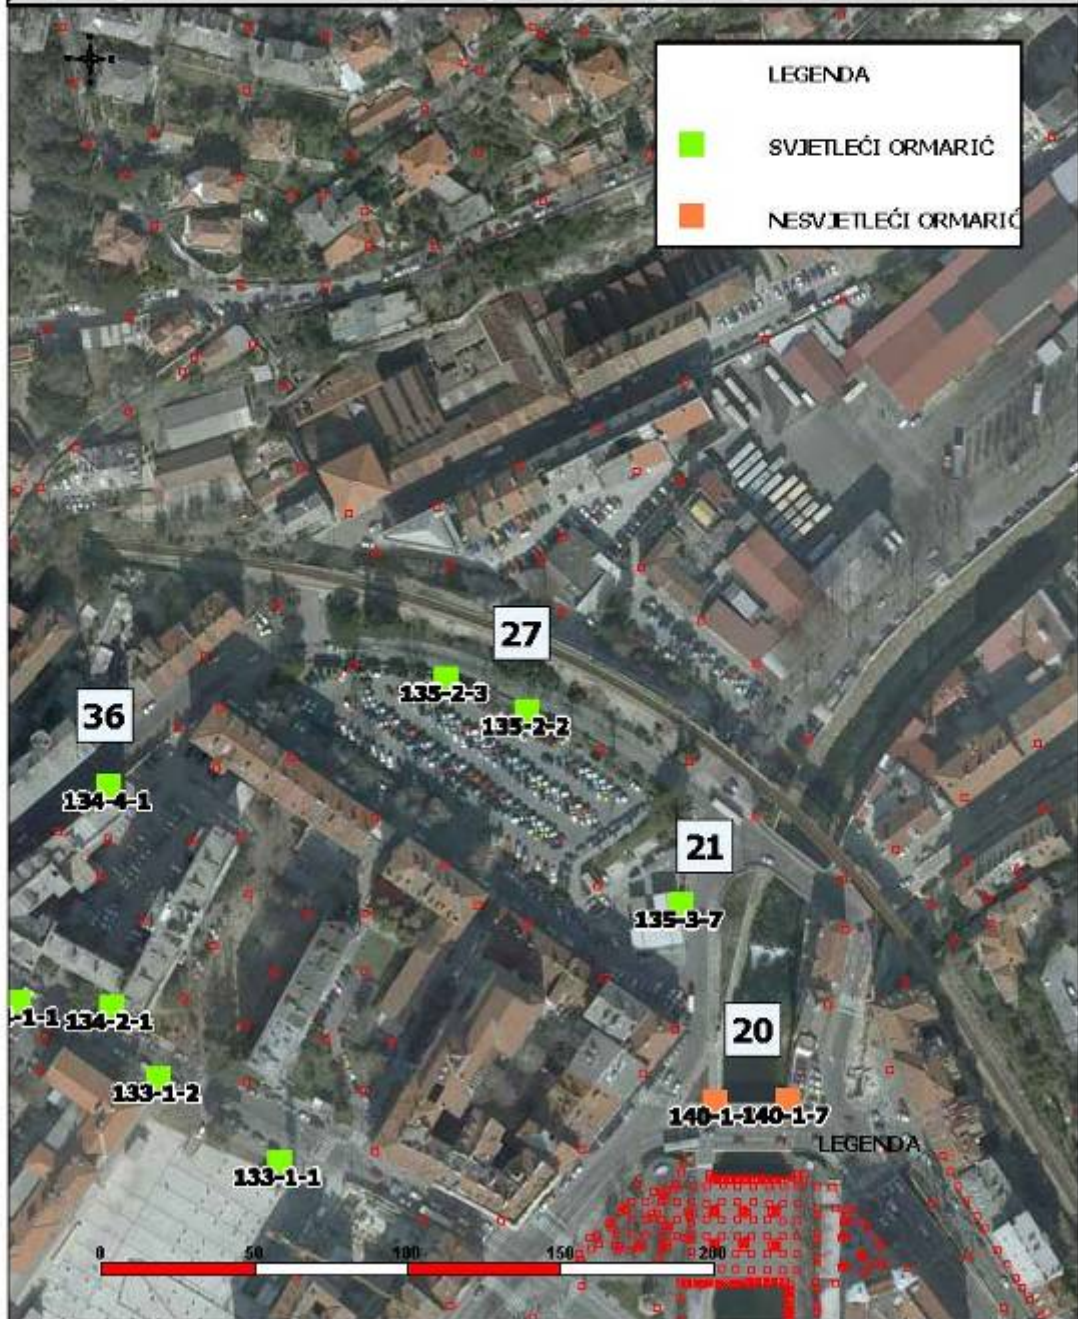 LEGENDA
SVJETLEĆI ORMARIĆ
NESVJETLEĆI ORMARIĆ
27
135-2-3
135-2-2
36
134-4-1
21
135-3-7
-1-1 134-2-1
20
133-1-2
140-1- 140-1-7
LEGENDA
133-1-1
0 50 100 150 200